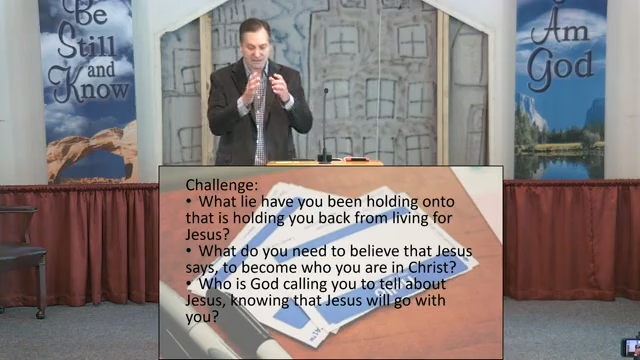 Be
Still
and
Know
I
Am
God
Challenge:
• What lie have you been holding onto
that is holding you back from living for
Jesus?
• What do you need to believe that Jesus
says, to become who you are in Christ?
• Who is God calling you to tell about
Jesus, knowing that Jesus will go with
you?